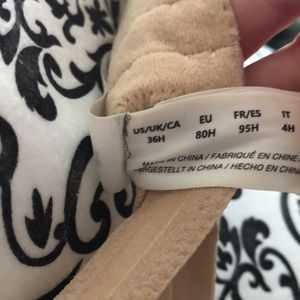 US/UK/CA EU FR/ES IT
36H 80H 95H 4H
MADE IN CHINA / FABRIQUÉ EN CHINE /
HERGESTELLT IN CHINA / HECHO EN CHINA